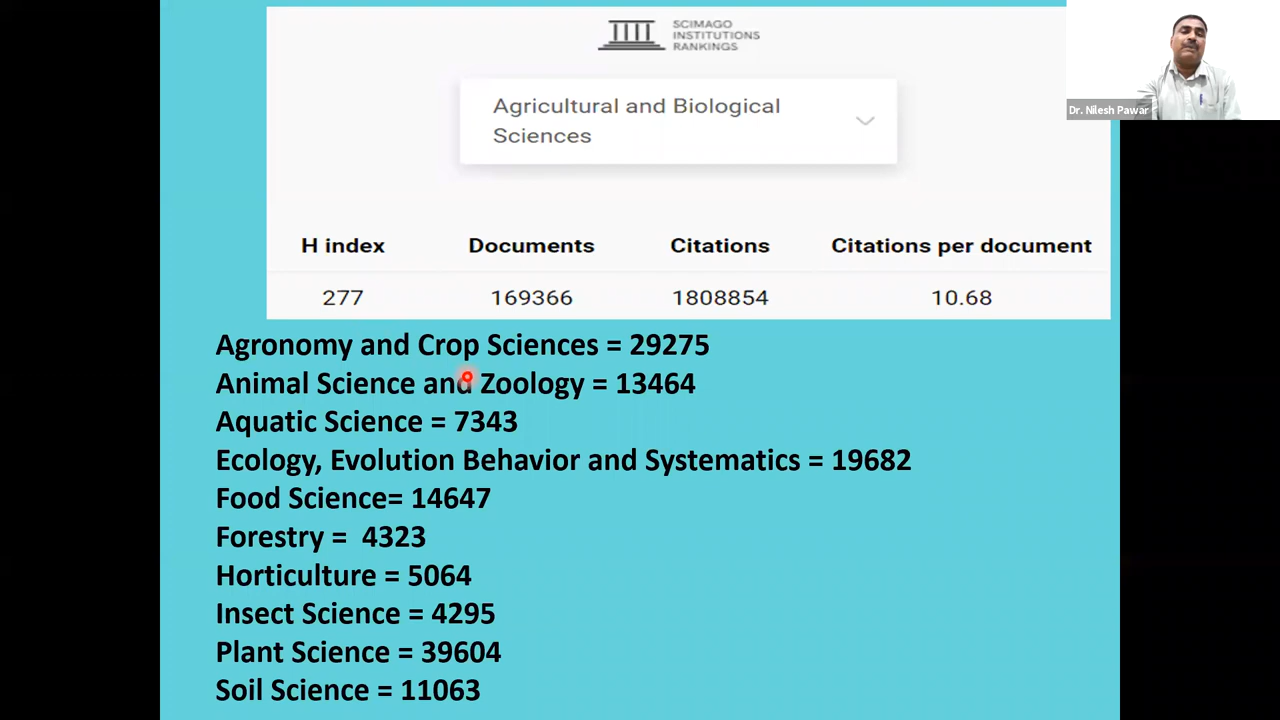 SCIMAGO
INSTITUTIONS
RANKINGS
Dr. Nilesh Pawar
Agricultural and Biological
Sciences
H index Documents Citations Citations per document
277 169366 1808854 10.68
Agronomy and Crop Sciences = 29275
Animal Science and Zoology = 13464
Aquatic Science = 7343
Ecology, Evolution Behavior and Systematics = 19682
Food Science= 14647
Forestry =  4323
Horticulture = 5064
Insect Science = 4295
Plant Science = 39604
Soil Science = 11063